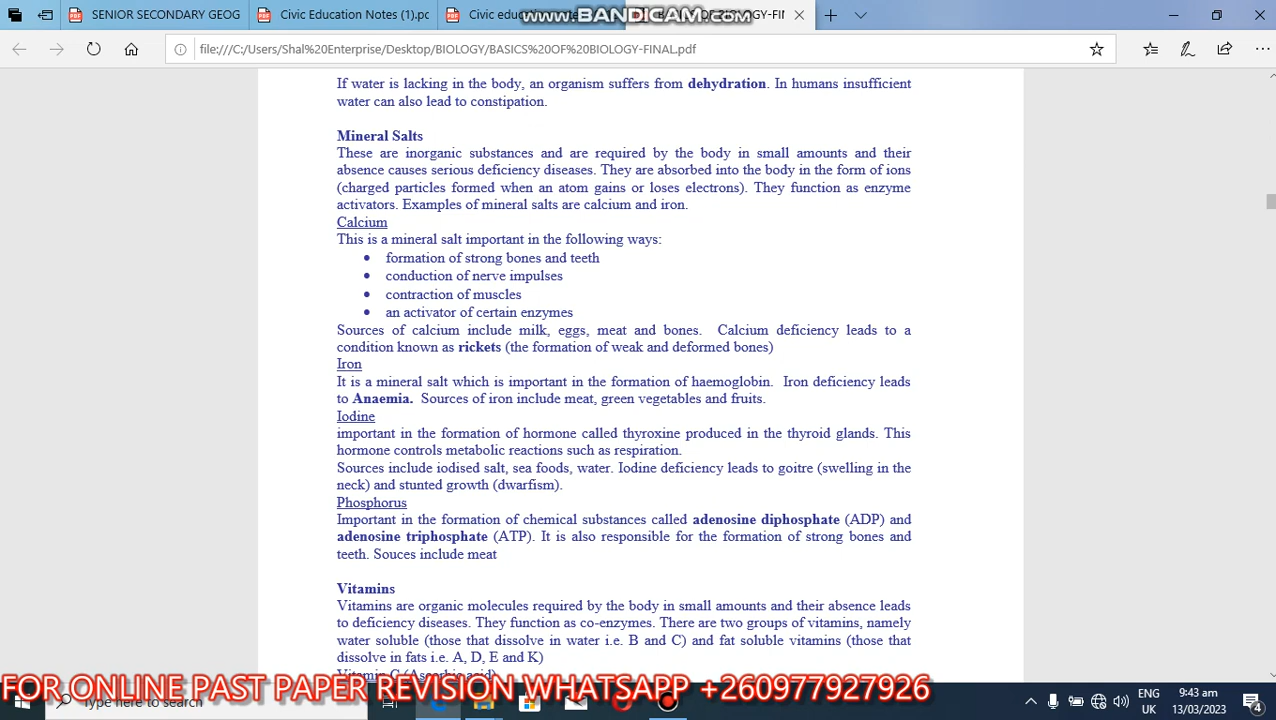 SENIOR SECONDARY GEOG
Civic Education Notes (1).pc
Civic educ
www.BANDICAM.com
file:///C:/Users/Shal%20Enterprise/Desktop/BIOLOGY/BASICS%20OF%20BIOLOGY-FINAL.pdf
If water is lacking in the body, an organism suffers from dehydration. In humans insufficient
water can also lead to constipation.
Mineral Salts
These are inorganic substances and are required by the body in small amounts and their
absence causes serious deficiency diseases. They are absorbed into the body in the form of ions
(charged particles formed when an atom gains or loses electrons). They function as enzyme
activators. Examples of mineral salts are calcium and iron.
Calcium
This is a mineral salt important in the following ways:
• formation of strong bones and teeth
• conduction of nerve impulses
• contraction of muscles
• an activator of certain enzymes
Sources of calcium include milk, eggs, meat and bones. Calcium deficiency leads to a
condition known as rickets (the formation of weak and deformed bones)
Iron
It is a mineral salt which is important in the formation of haemoglobin. Iron deficiency leads
to Anaemia. Sources of iron include meat, green vegetables and fruits.
Iodine
important in the formation of hormone called thyroxine produced in the thyroid glands. This
hormone controls metabolic reactions such as respiration.
Sources include iodised salt, sea foods, water. Iodine deficiency leads to goitre (swelling in the
neck) and stunted growth (dwarfism).
Phosphorus
Important in the formation of chemical substances called adenosine diphosphate (ADP) and
adenosine triphosphate (ATP). It is also responsible for the formation of strong bones and
teeth. Souces include meat
Vitamins
Vitamins are organic molecules required by the body in small amounts and their absence leads
to deficiency diseases. They function as co-enzymes. There are two groups of vitamins, namely
water soluble (those that dissolve in water i.e. B and C) and fat soluble vitamins (those that
dissolve in fats i.e. A, D, E and K)
Vitamin C (Ascorbic acid)
FOR ONLINE PAST PAPER REVISION WHATSAPP +260977927926
Type here to search
ENG
UK
9:43 am
13/03/2023
4